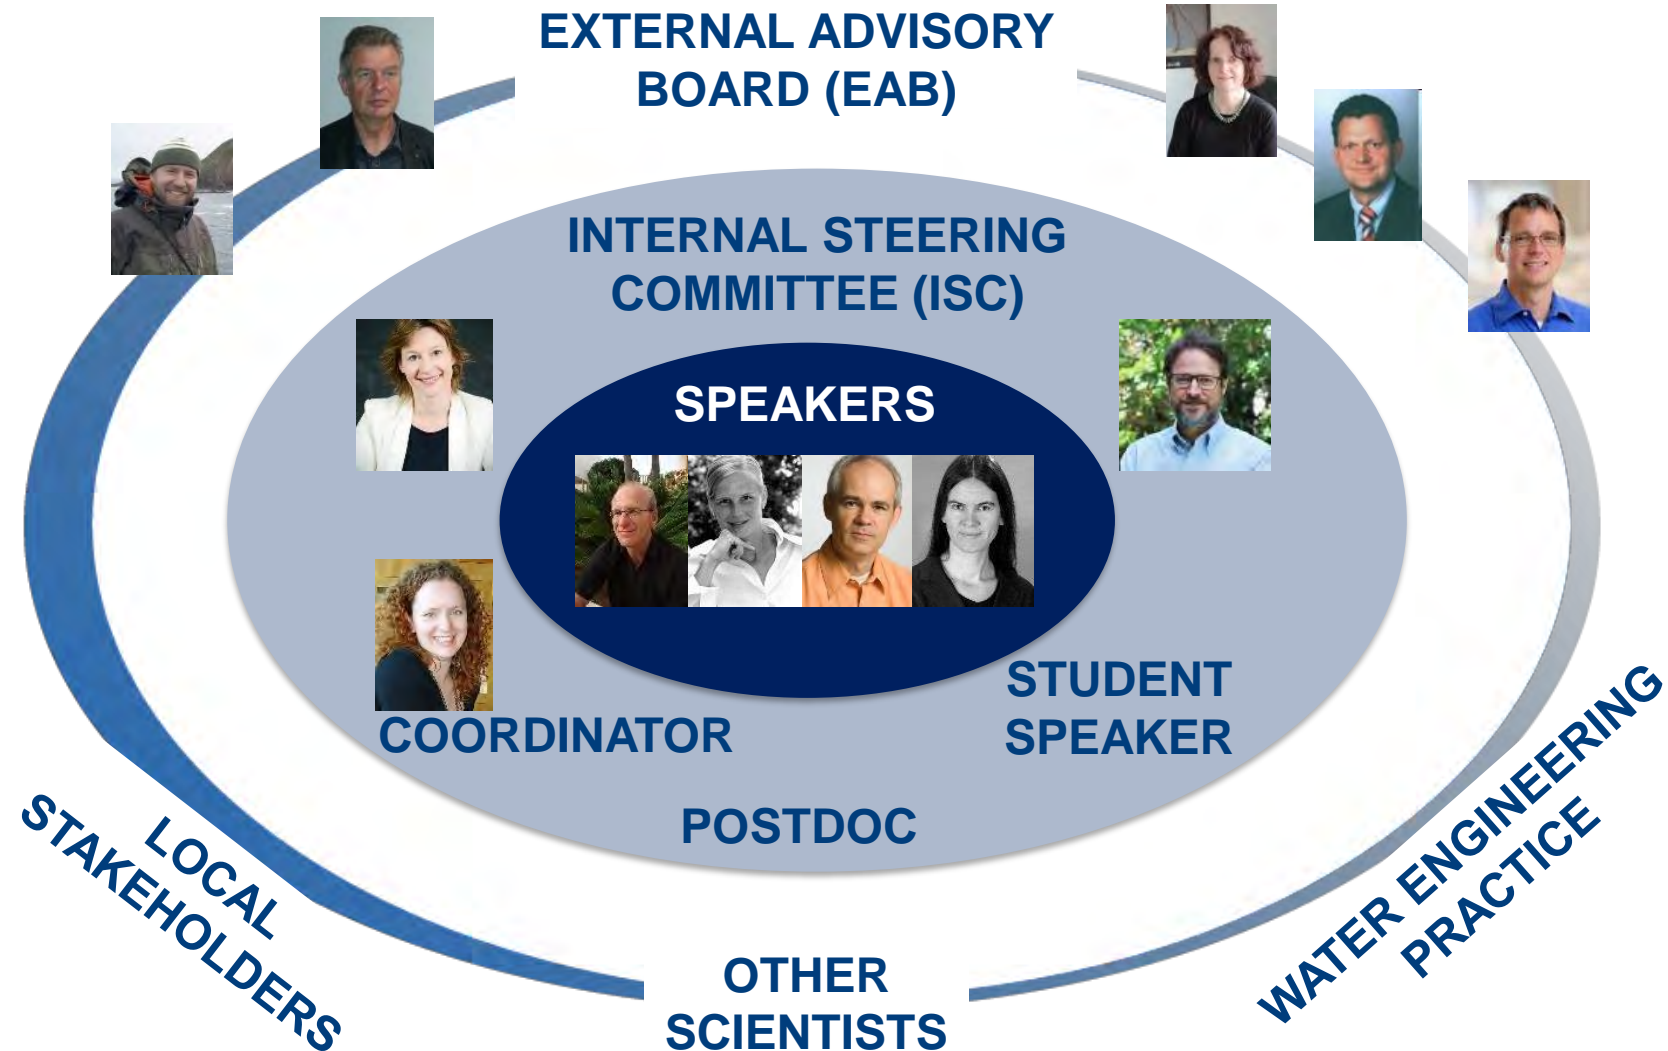 EXTERNAL ADVISORY
BOARD (EAB)
INTERNAL STEERING
COMMITTEE (ISC)
SPEAKERS
STUDENT
SPEAKER
COORDINATOR
POSTDOC
LOCAL
STAKEHOLDERS
WATER ENGINEERING
PRACTICE
OTHER
SCIENTISTS